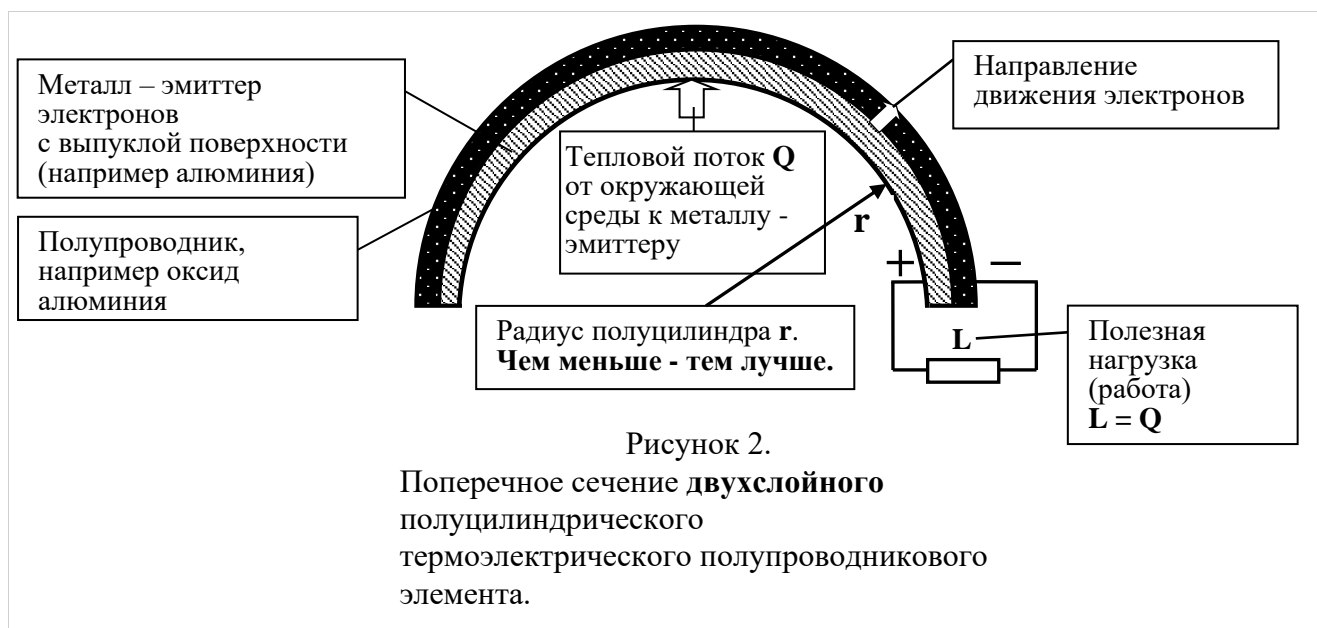 Металл – эмиттер
электронов
с выпуклой поверхности
(например алюминия)
Направление
движения электронов
Тепловой поток Q
от окружающей
среды к металлу -
эмиттеру
r
Полупроводник,
например оксид
алюминия
+ –
Радиус полуцилиндра r.
Чем меньше - тем лучше.
L
Полезная
нагрузка
(работа)
L = Q
Рисунок 2.
Поперечное сечение двухслойного
полуцилиндрического
термоэлектрического полупроводникового
элемента.